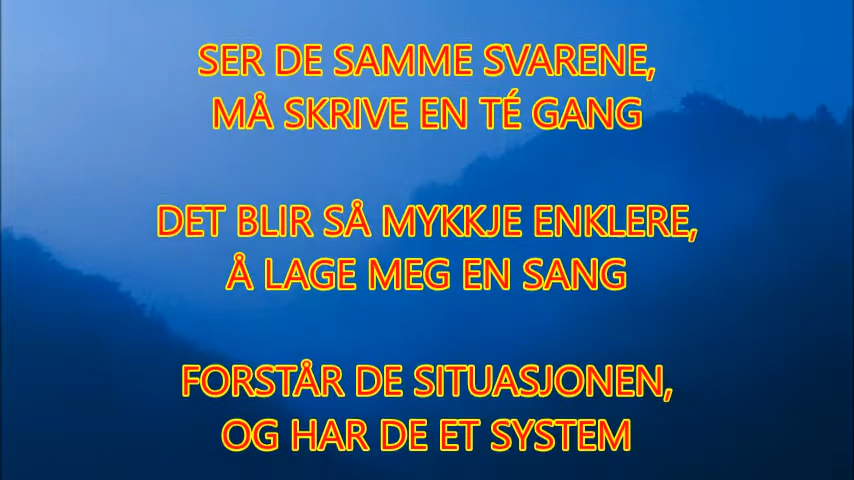 SER DE SAMME SVARENE,
MÅ SKRIVE EN TÉ GANG
DET BLIR SÅ MYKKJE ENKLERE,
Å LAGE MEG EN SANG
FORSTÅR DE SITUASJONEN,
OG HAR DE ET SYSTEM